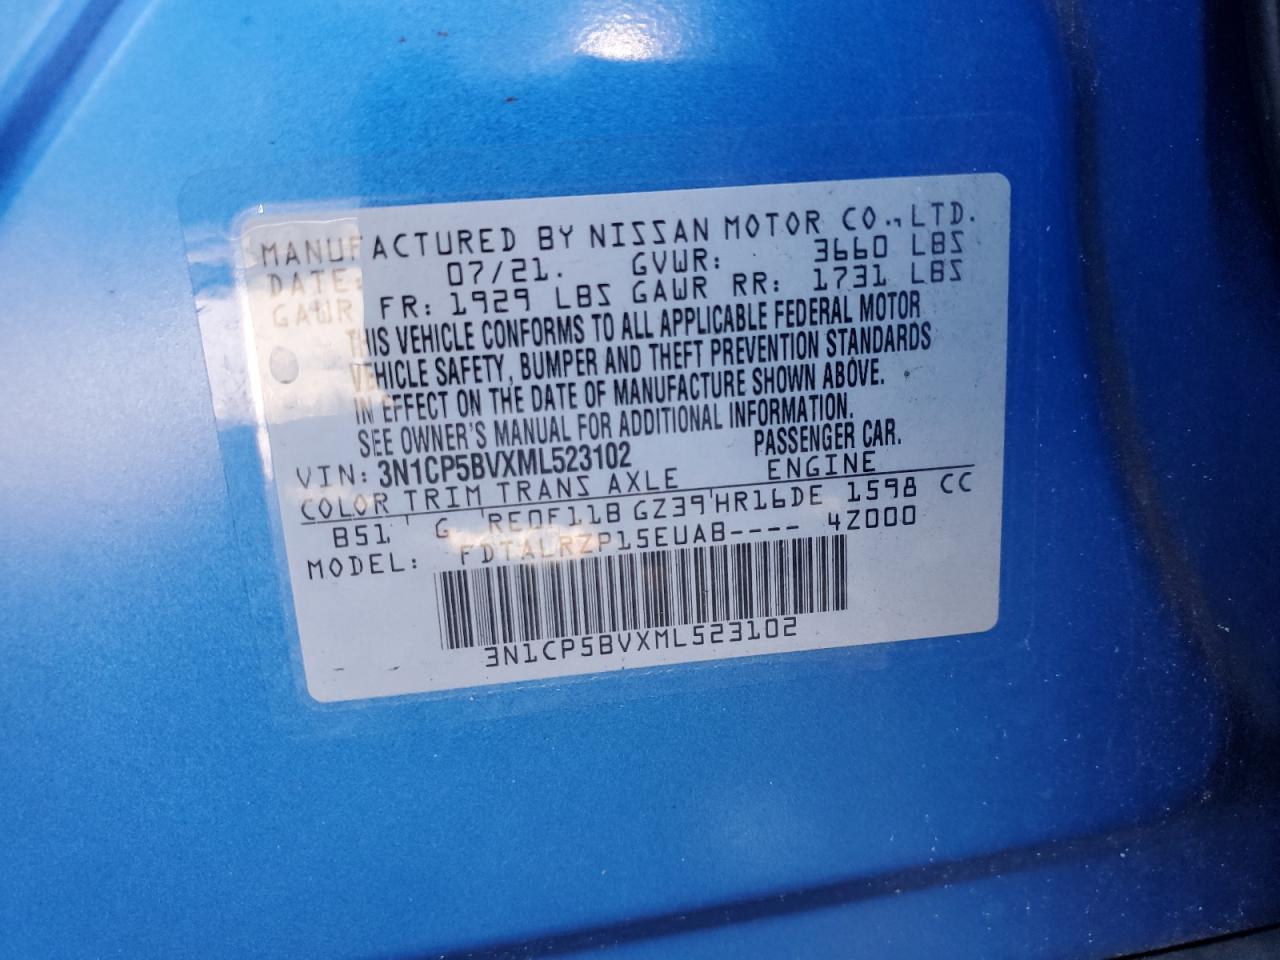 MANUFACTURED BY NISSAN MOTOR CO., LTD.
DATE: 07/21. GVWR: 3660 LBS
GAWR FR: 1929 LBS GAWR RR: 1731 LBS
THIS VEHICLE CONFORMS TO ALL APPLICABLE FEDERAL MOTOR
VEHICLE SAFETY, BUMPER AND THEFT PREVENTION STANDARDS
IN EFFECT ON THE DATE OF MANUFACTURE SHOWN ABOVE.
SEE OWNER'S MANUAL FOR ADDITIONAL INFORMATION.
VIN: 3N1CP5BVXML523102 PASSENGER CAR.
COLOR TRIM TRANS AXLE ENGINE
B51 G RE0F11B GZ39 HR16DE 1598 CC
MODEL: FDTALRZP15EUAB---- 4Z000
3N1CP5BVXML523102